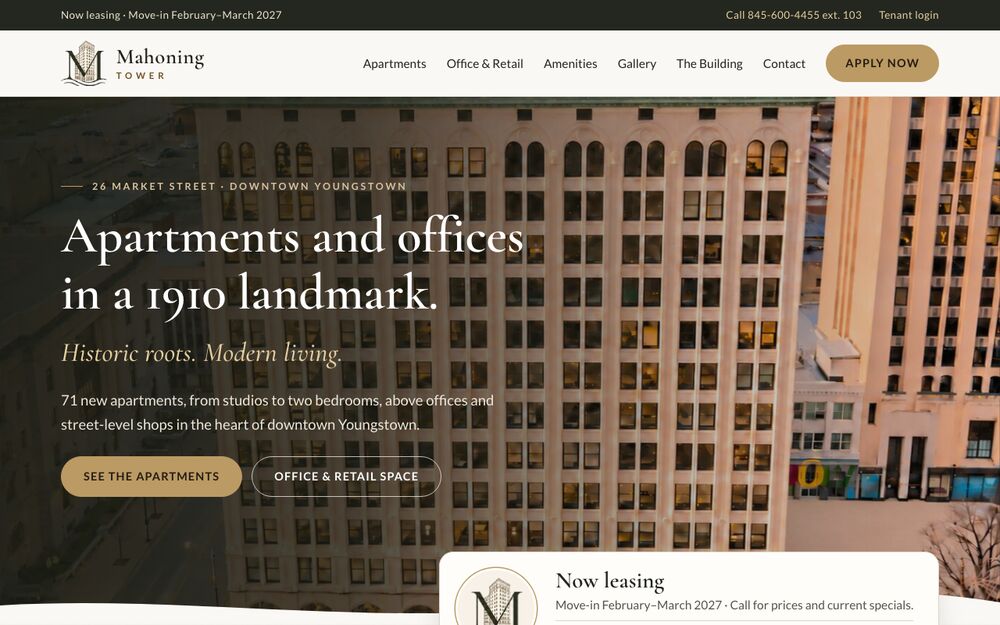 Now leasing · Move-in February–March 2027
Call 845-600-4455 ext. 103
Tenant login
M
Mahoning
TOWER
Apartments
Office & Retail
Amenities
Gallery
The Building
Contact
APPLY NOW
26 MARKET STREET · DOWNTOWN YOUNGSTOWN
Apartments and offices
in a 1910 landmark.
Historic roots. Modern living.
71 new apartments, from studios to two bedrooms, above offices and
street-level shops in the heart of downtown Youngstown.
SEE THE APARTMENTS
OFFICE & RETAIL SPACE
M
Now leasing
Move-in February–March 2027 · Call for prices and current specials.